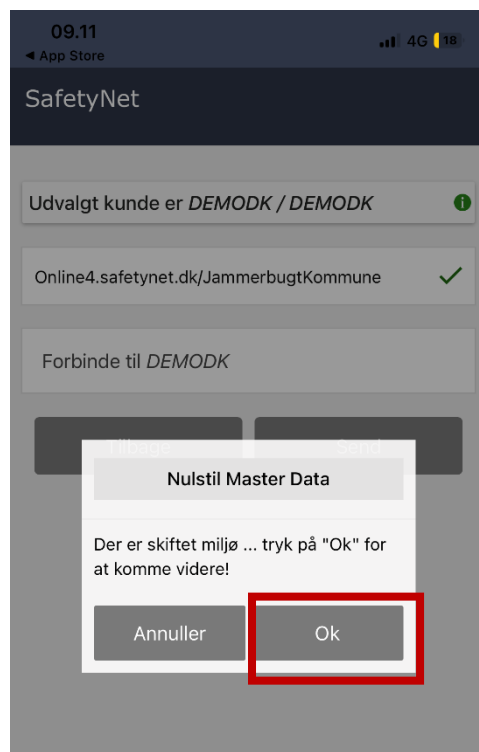 09.11
◀ App Store
4G 18
SafetyNet
Udvalgt kunde er DEMODK / DEMODK
Online4.safetynet.dk/JammerbugtKommune
Forbinde til DEMODK
Tilbage
Send
Nulstil Master Data
Der er skiftet miljø ... tryk på "Ok" for
at komme videre!
Annuller
Ok